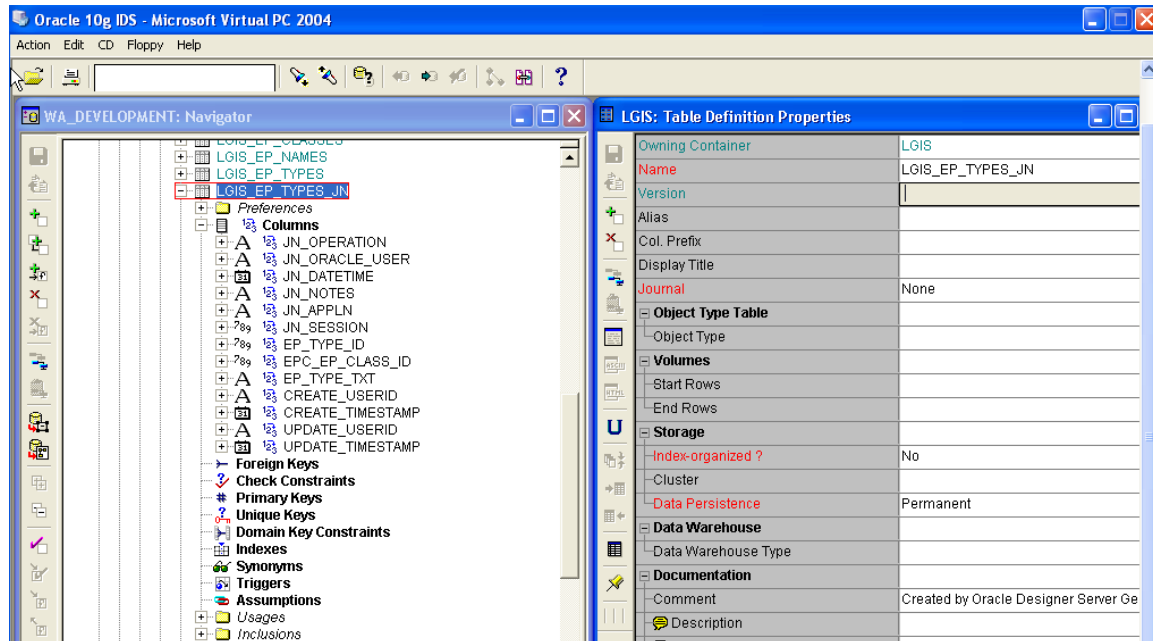 Oracle 10g IDS - Microsoft Virtual PC 2004
Action Edit CD Floppy Help
WA_DEVELOPMENT: Navigator
LGIS_EP_CLASSES
LGIS_EP_NAMES
LGIS_EP_TYPES
LGIS_EP_TYPES_JN
Preferences
Columns
JN_OPERATION
JN_ORACLE_USER
JN_DATETIME
JN_NOTES
JN_APPLN
JN_SESSION
EP_TYPE_ID
EPC_EP_CLASS_ID
EP_TYPE_TXT
CREATE_USERID
CREATE_TIMESTAMP
UPDATE_USERID
UPDATE_TIMESTAMP
Foreign Keys
Check Constraints
Primary Keys
Unique Keys
Domain Key Constraints
Indexes
Synonyms
Triggers
Assumptions
Usages
Inclusions
LGIS: Table Definition Properties
Owning Container LGIS
Name LGIS_EP_TYPES_JN
Version
Alias
Col. Prefix
Display Title
Journal None
Object Type Table
Object Type
Volumes
Start Rows
End Rows
Storage
Index-organized ? No
Cluster
Data Persistence Permanent
Data Warehouse
Data Warehouse Type
Documentation
Comment Created by Oracle Designer Server Ge
Description